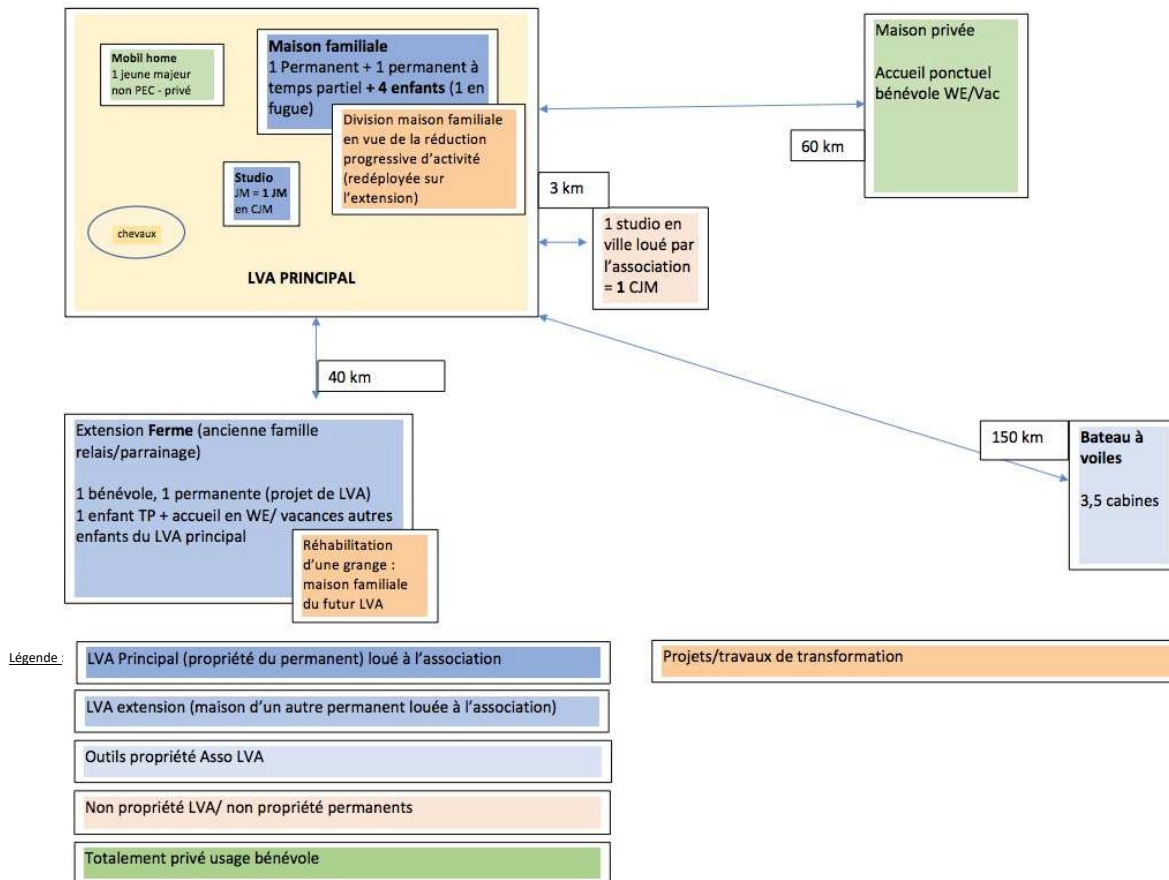 Mobil home
1 jeune majeur
non PEC - privé
Maison familiale
1 Permanent + 1 permanent à
temps partiel + 4 enfants (1 en
fugue)
Division maison familiale
en vue de la réduction
progressive d'activité
(redéployée sur
l'extension)
Studio
JM = 1 JM
en CJM
chevaux
LVA PRINCIPAL
Maison privée
Accueil ponctuel
bénévole WE/Vac
60 km
3 km
1 studio en
ville loué par
l'association
= 1 CJM
40 km
Extension Ferme (ancienne famille
relais/parrainage)
1 bénévole, 1 permanente (projet de LVA)
1 enfant TP + accueil en WE/ vacances autres
enfants du LVA principal
Réhabilitation
d'une grange :
maison familiale
du futur LVA
150 km
Bateau à
voiles
3,5 cabines
Légende :
LVA Principal (propriété du permanent) loué à l'association
Projets/travaux de transformation
LVA extension (maison d'un autre permanent louée à l'association)
Outils propriété Asso LVA
Non propriété LVA/ non propriété permanents
Totalement privé usage bénévole